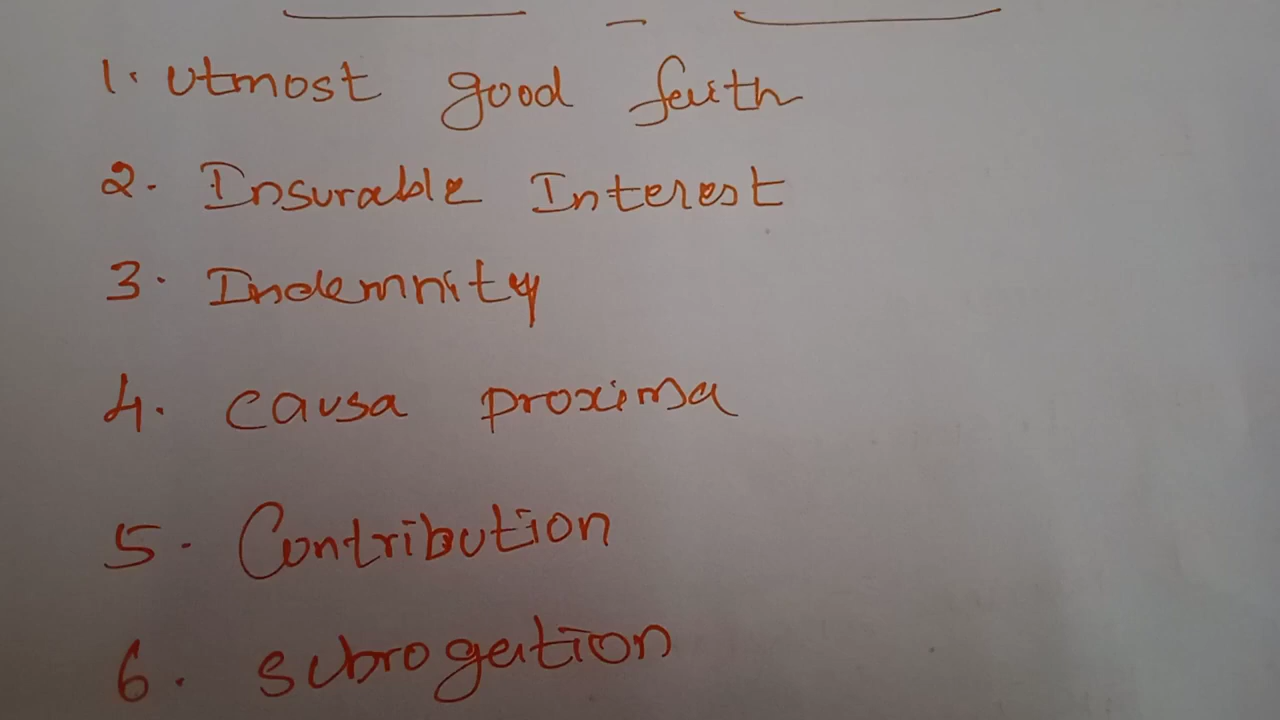 1. Utmost good faith
2. Insurable Interest
3. Indemnity
4. causa proxima
5. Contribution
6. subrogation